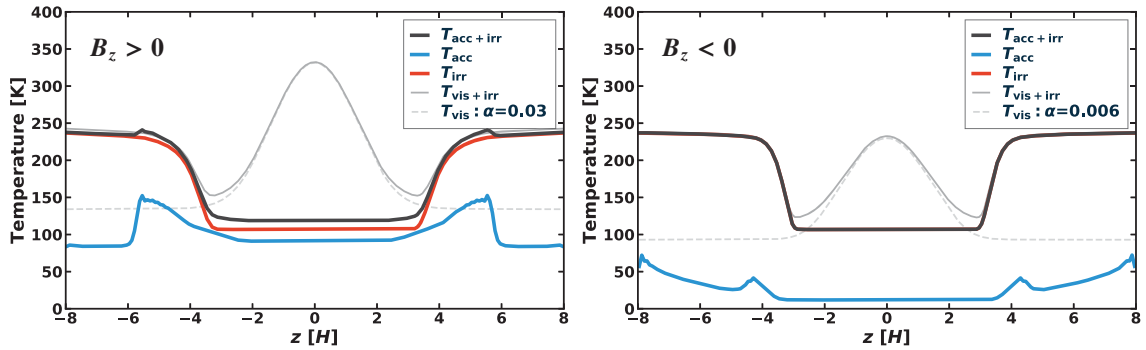 400
350
300
250
200
150
100
50
0
Temperature [K]
B_z > 0
T_acc+irr
T_acc
T_irr
T_vis+irr
T_vis : α=0.03
−8 −6 −4 −2 0 2 4 6 8
z [H]
400
350
300
250
200
150
100
50
0
Temperature [K]
B_z < 0
T_acc+irr
T_acc
T_irr
T_vis+irr
T_vis : α=0.006
−8 −6 −4 −2 0 2 4 6 8
z [H]